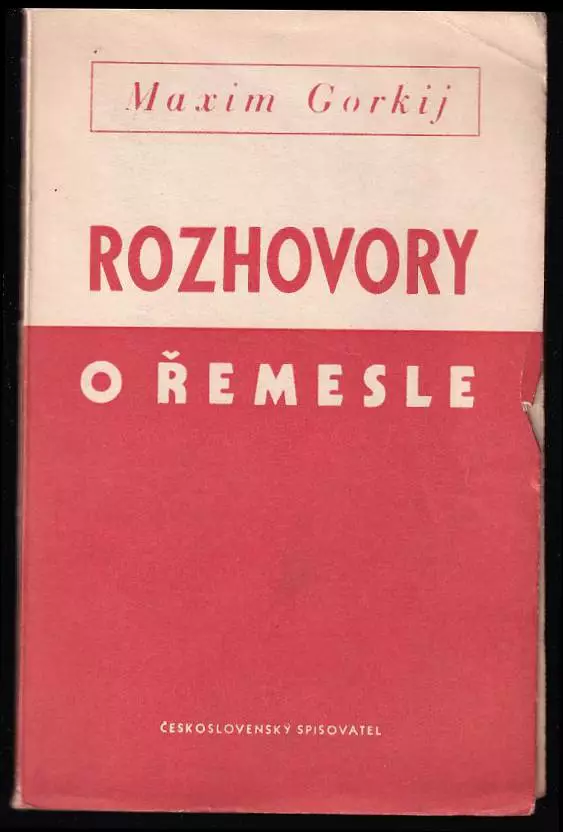 Maxim Gorkij
ROZHOVORY
O ŘEMESLE
ČESKOSLOVENSKÝ SPISOVATEL